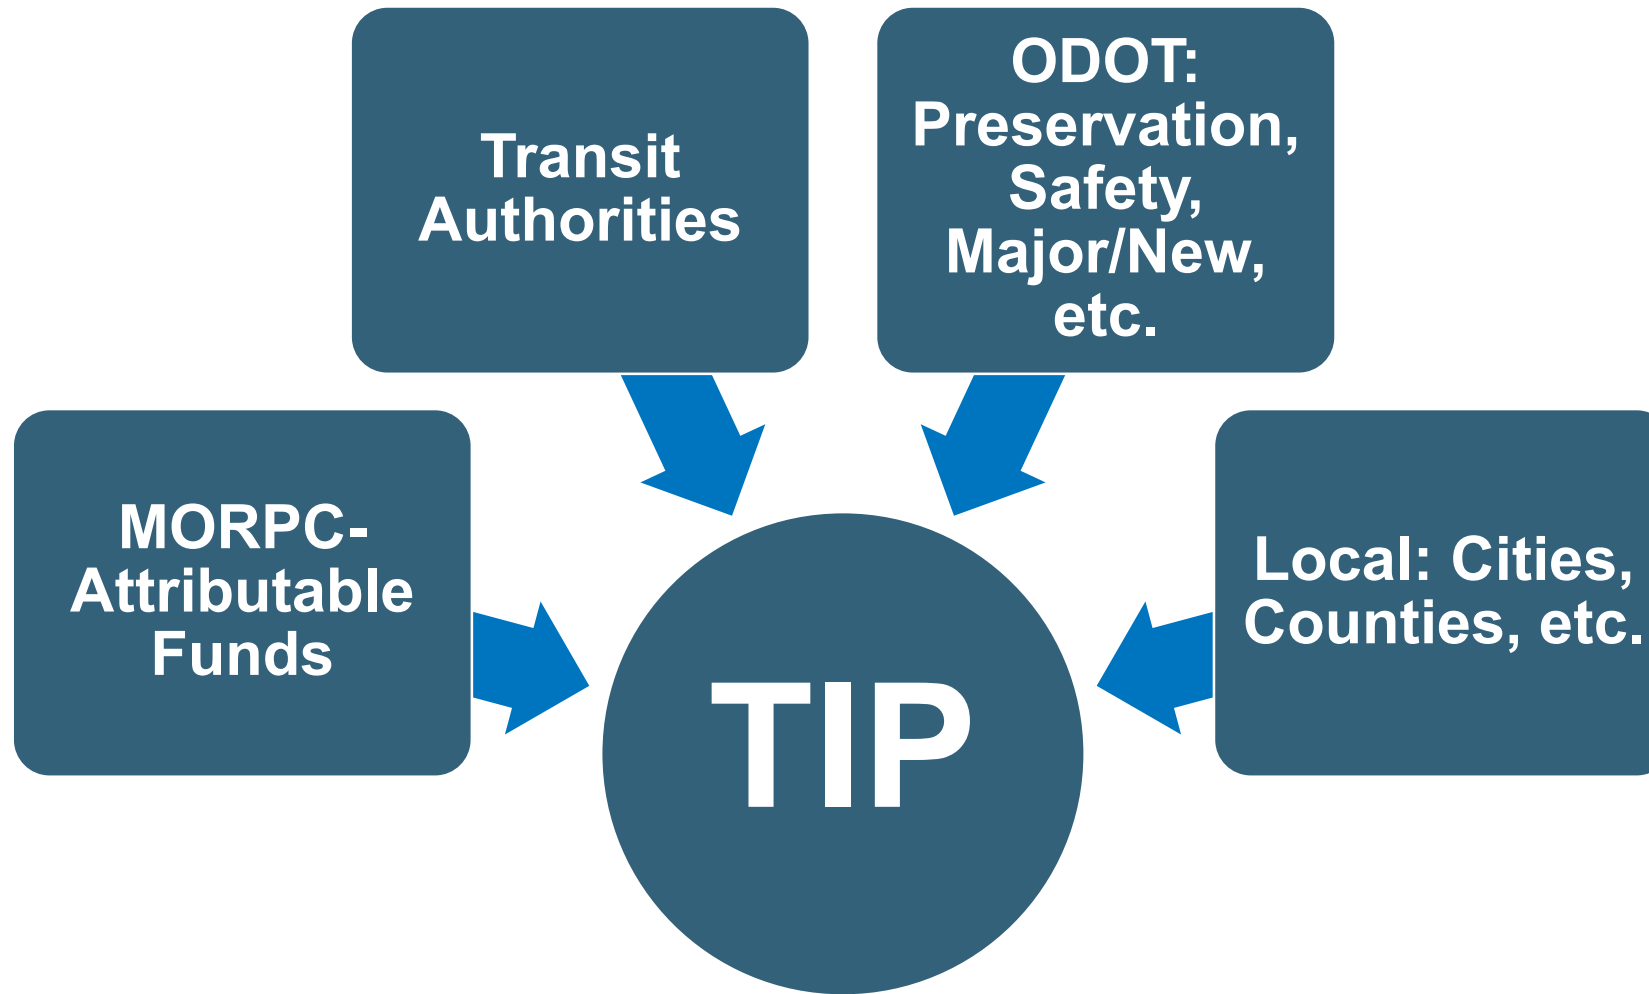 Transit
Authorities
ODOT:
Preservation,
Safety,
Major/New,
etc.
MORPC-
Attributable
Funds
Local: Cities,
Counties, etc.
TIP